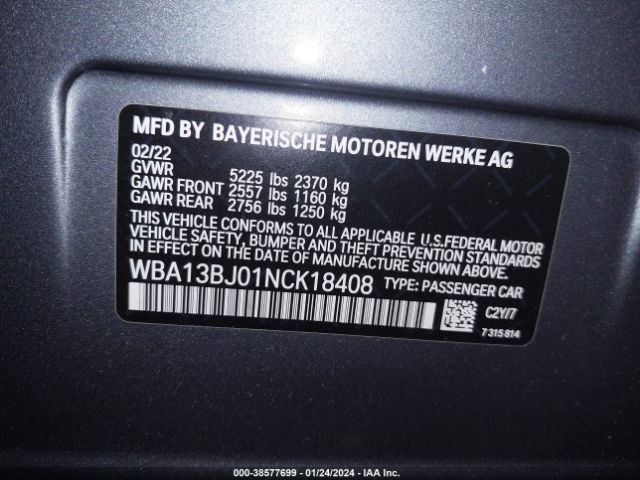 MFD BY BAYERISCHE MOTOREN WERKE AG
02/22
GVWR 5225 lbs 2370 kg
GAWR FRONT 2557 lbs 1160 kg
GAWR REAR 2756 lbs 1250 kg
THIS VEHICLE CONFORMS TO ALL APPLICABLE U.S.FEDERAL MOTOR
VEHICLE SAFETY, BUMPER AND THEFT PREVENTION STANDARDS
IN EFFECT ON THE DATE OF MANUFACTURE SHOWN ABOVE.
WBA13BJ01NCK18408 TYPE: PASSENGER CAR
C2Y/7
7315814
000-38577699 - 01/24/2024 - IAA Inc.